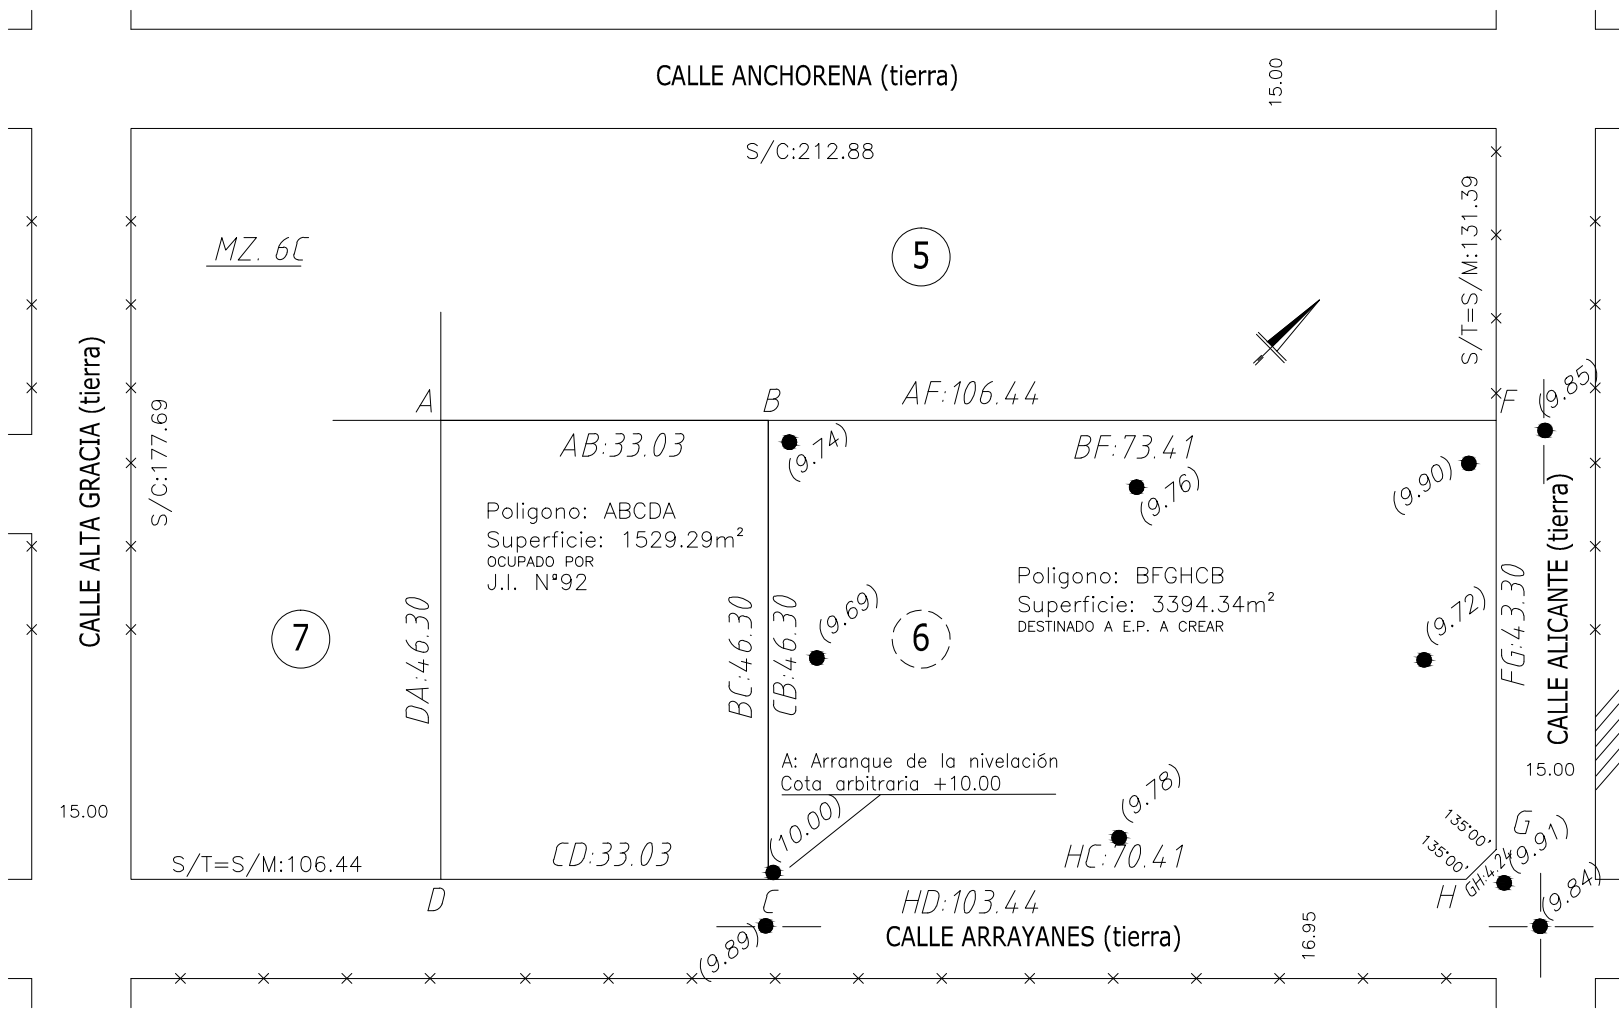 CALLE ANCHORENA (tierra)
15.00
S/C:212.88
MZ. 6C
5
S/T=S/M:131.39
CALLE ALTA GRACIA (tierra)
S/C:177.69
A
B
AF:106.44
F
(9.85)
AB:33.03
(9.74)
BF:73.41
(9.76)
(9.90)
Poligono: ABCDA
Superficie: 1529.29m²
OCUPADO POR
J.I. N°92
Poligono: BFGHCB
Superficie: 3394.34m²
DESTINADO A E.P. A CREAR
CALLE ALICANTE (tierra)
FG:43.30
7
DA:46.30
BC:46.30
CB:46.30
(9.69)
6
(9.72)
A: Arranque de la nivelación
Cota arbitraria +10.00
15.00
15.00
(10.00)
(9.78)
135°00'
135°00'
G
(9.91)
S/T=S/M:106.44
CD:33.03
HC:70.41
GH:4.24
D
C
HD:103.44
H
(9.84)
(9.89)
CALLE ARRAYANES (tierra)
16.95